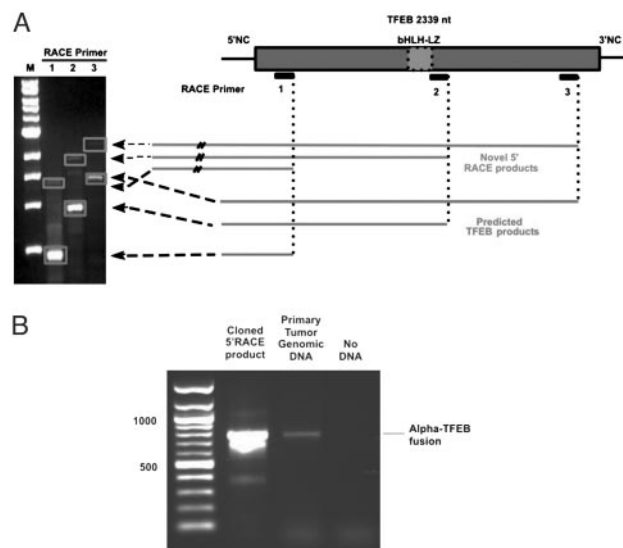 A
TFEB 2339 nt
5'NC
bHLH-LZ
3'NC
RACE Primer
M 1 2 3
RACE Primer
1
2
3
Novel 5'
RACE products
Predicted
TFEB products
B
Cloned
5'RACE
product
Primary
Tumor
Genomic
DNA
No
DNA
1000
500
Alpha-TFEB
fusion